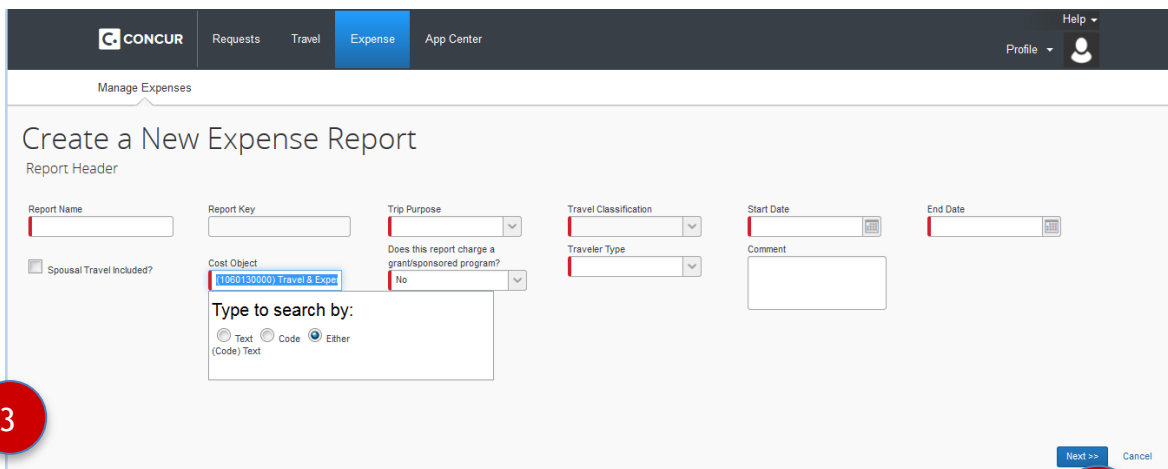 Help
C. CONCUR Requests Travel Expense App Center
Profile
Manage Expenses
Create a New Expense Report
Report Header
Report Name Report Key Trip Purpose Travel Classification Start Date End Date
Spousal Travel Included?
Cost Object
(1060130000) Travel & Expe
Does this report charge a
grant/sponsored program?
No
Traveler Type
Comment
Type to search by:
Text Code Either
(Code) Text
3
Next >> Cancel